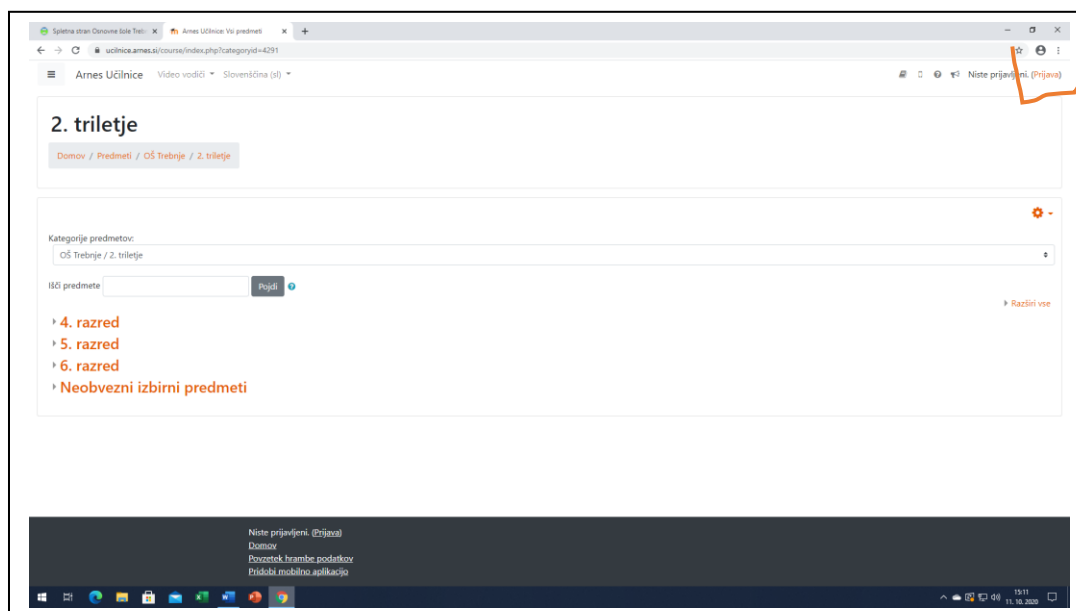 Spletna stran Osnovne šole Treb
Arnes Učilnice: Vsi predmeti
ucilnice.arnes.si/course/index.php?categoryid=4291
Arnes Učilnice Video vodiči Slovenščina (sl)
Niste prijavljeni. (Prijava)
2. triletje
Domov / Predmeti / OŠ Trebnje / 2. triletje
Kategorije predmetov:
OŠ Trebnje / 2. triletje
Išči predmete Pojdi
Razširi vse
4. razred
5. razred
6. razred
Neobvezni izbirni predmeti
Niste prijavljeni. (Prijava)
Domov
Povzetek hrambe podatkov
Pridobi mobilno aplikacijo
15:11
11. 10. 2020